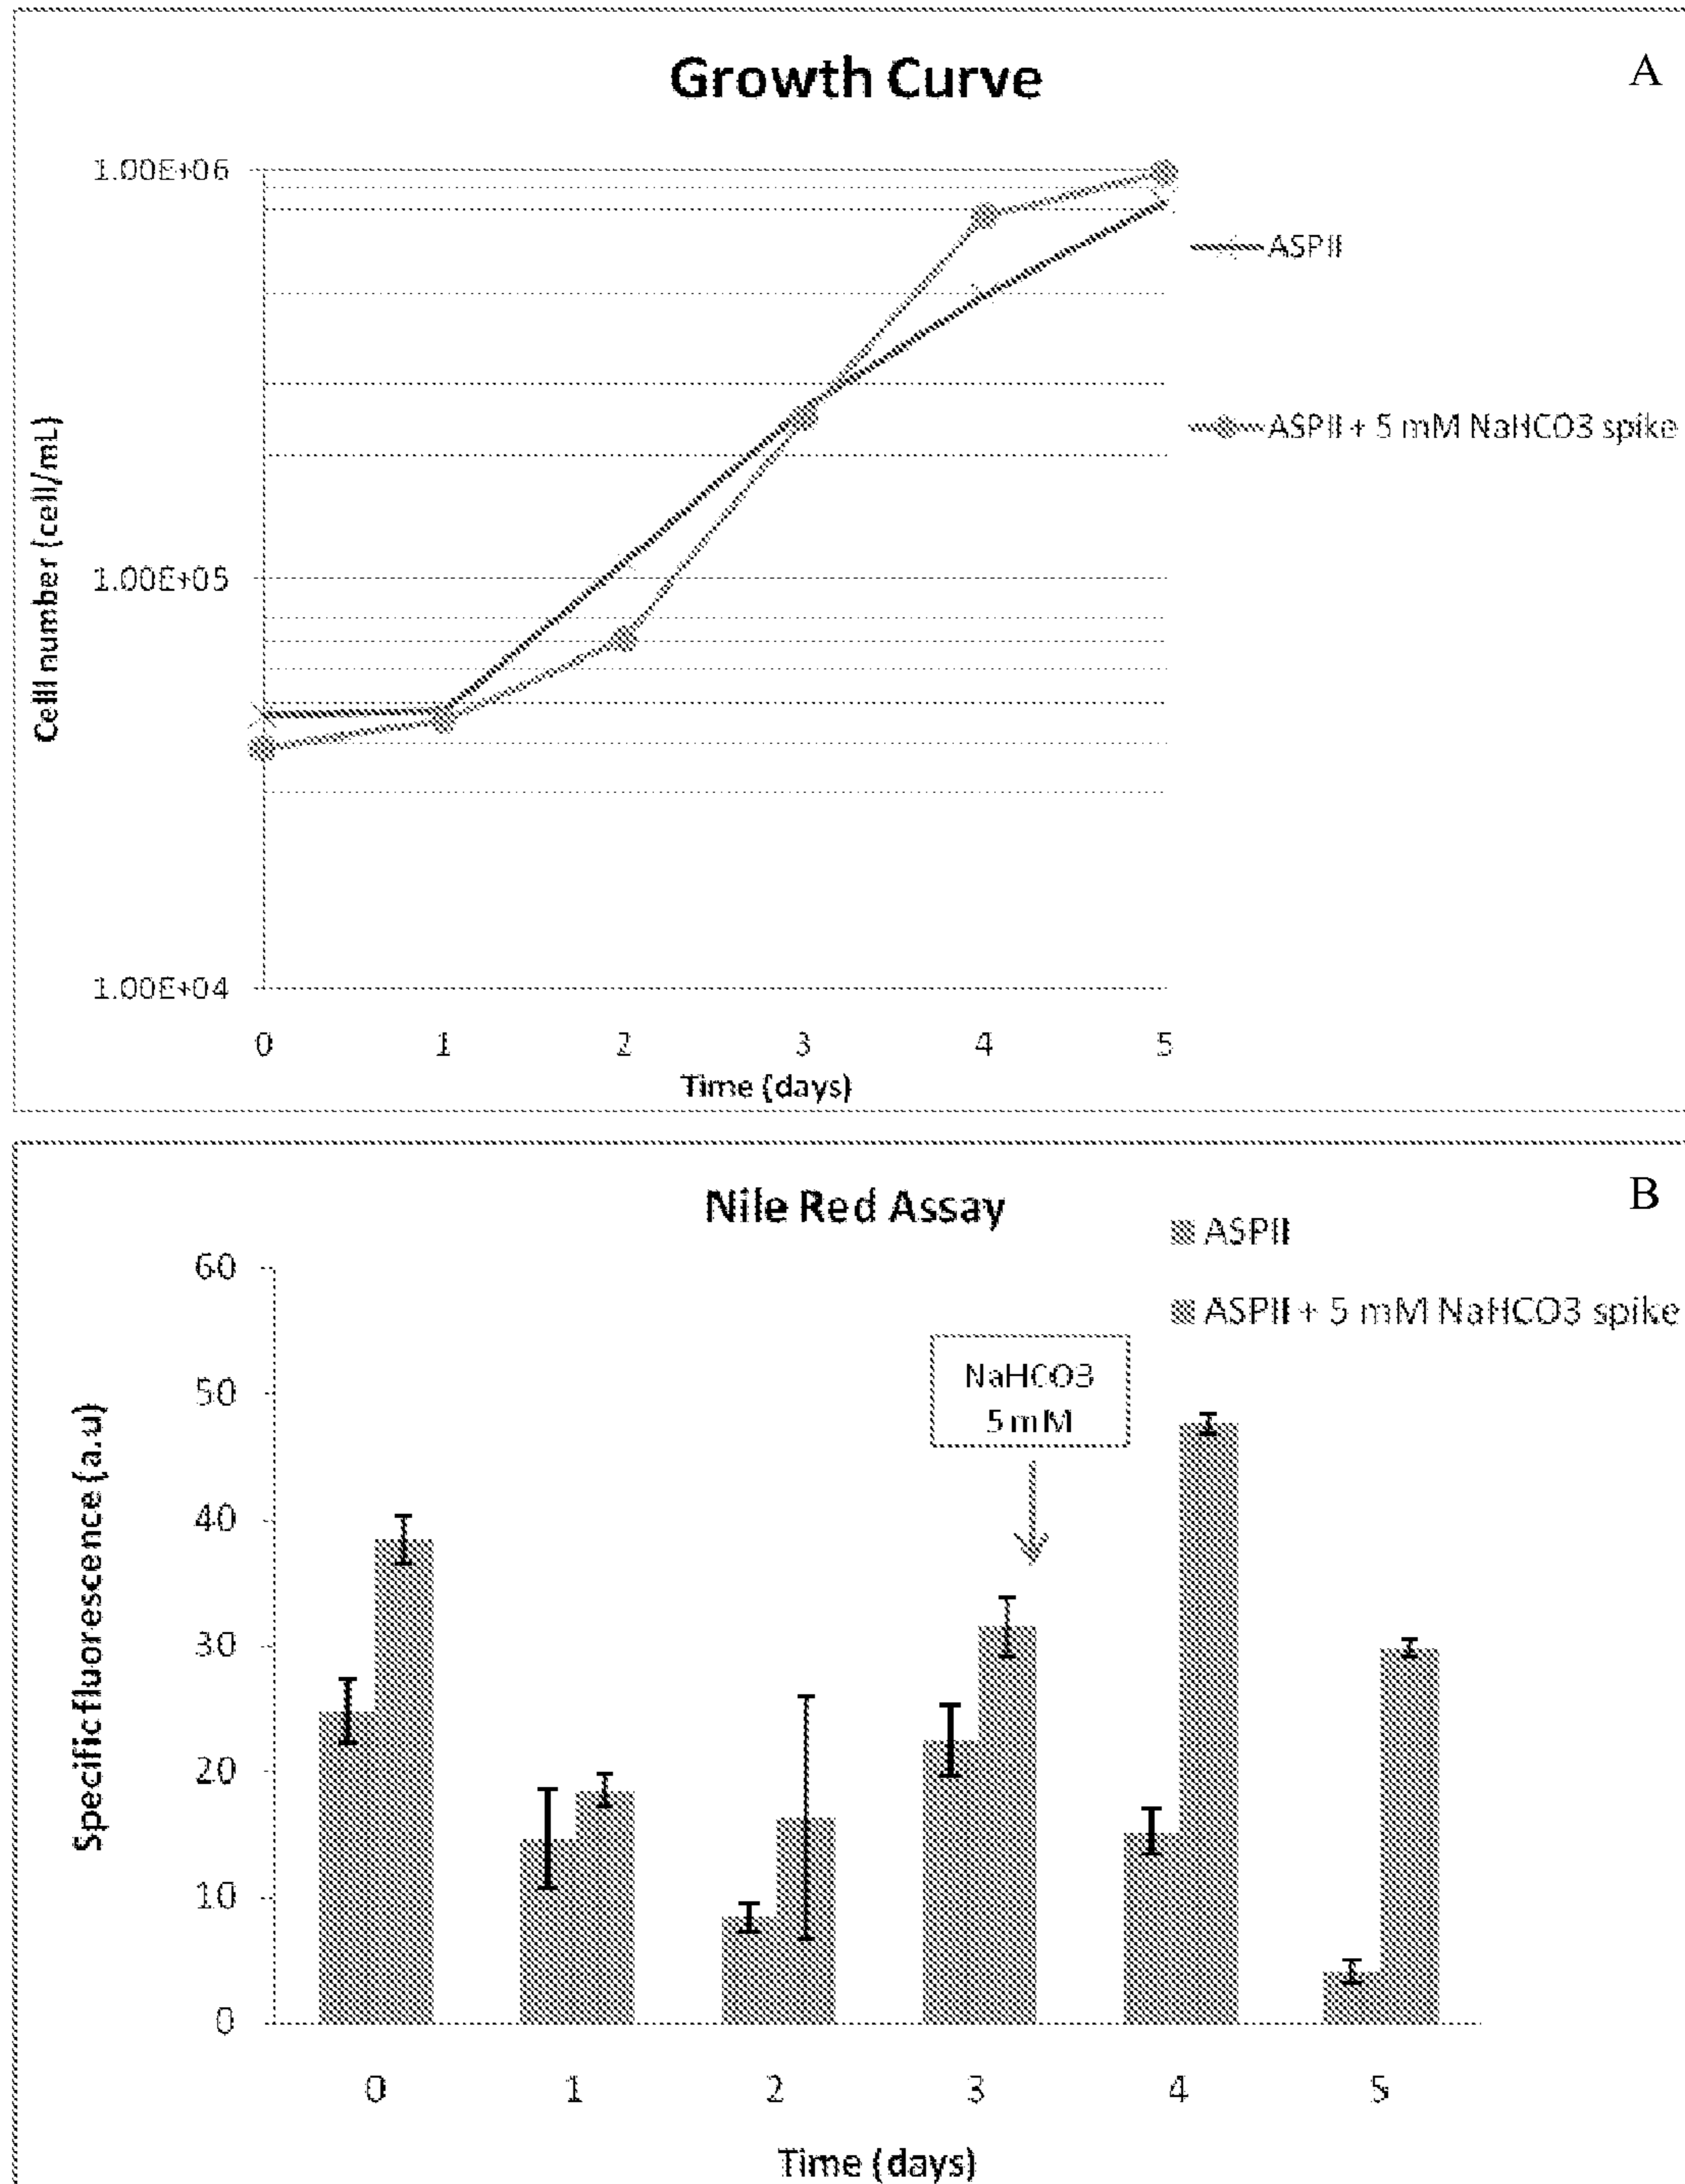 Growth Curve
A
1.00E+06
1.00E+05
1.00E+04
Celll number (cell/mL)
0 1 2 3 4 5
Time (days)
ASPII
ASPII + 5 mM NaHCO3 spike
Nile Red Assay
B
ASPII
ASPII + 5 mM NaHCO3 spike
NaHCO3
5 mM
60
50
40
30
20
10
0
Specific fluorescence (a.u)
0 1 2 3 4 5
Time (days)